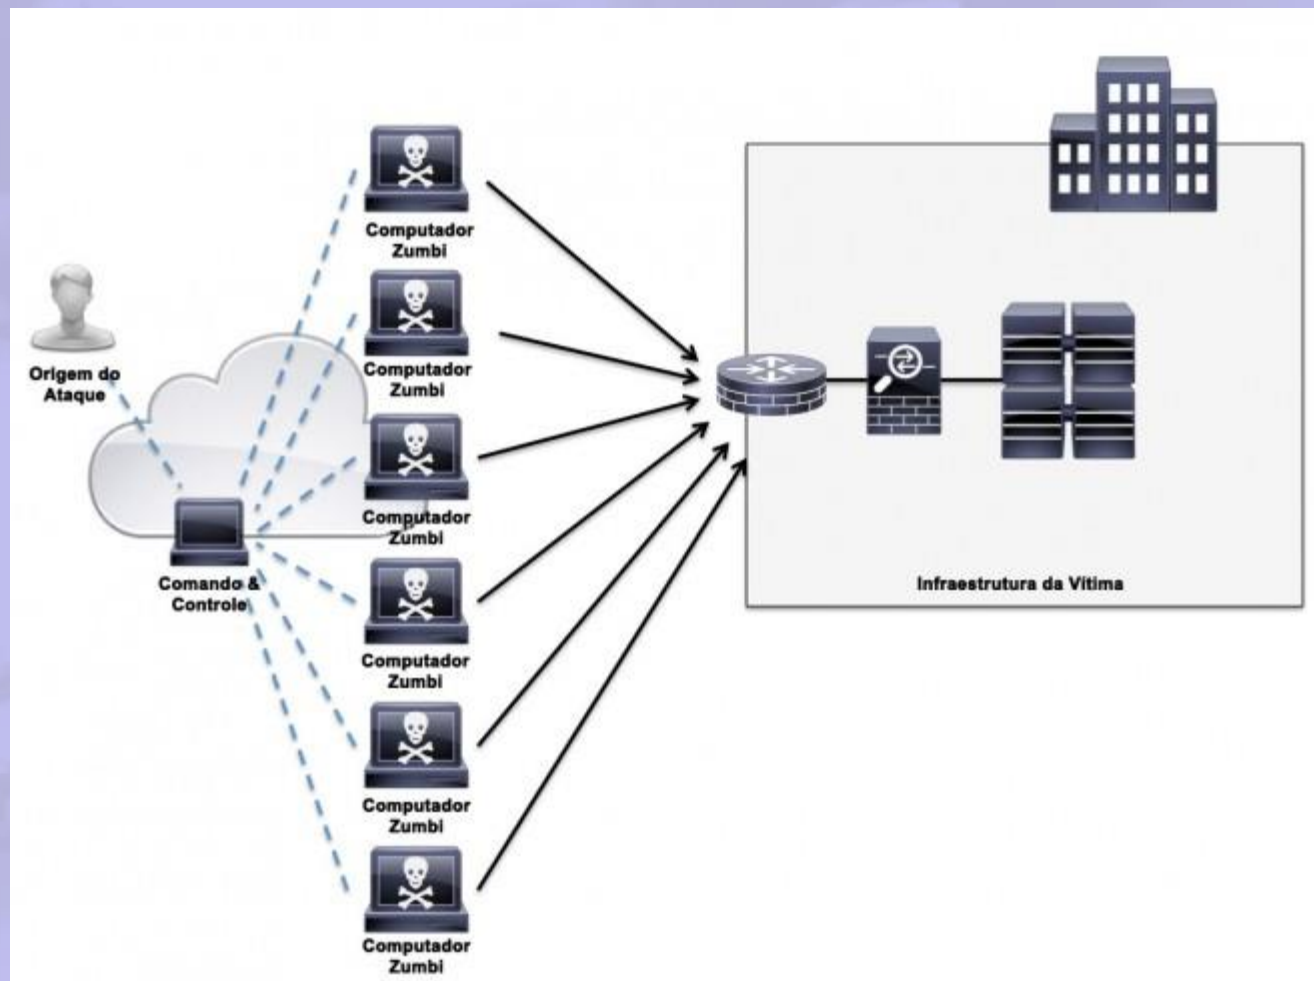 Computador
Zumbi
Origem do
Ataque
Computador
Zumbi
Computador
Zumbi
Comando &
Controle
Infraestrutura da Vítima
Computador
Zumbi
Computador
Zumbi
Computador
Zumbi